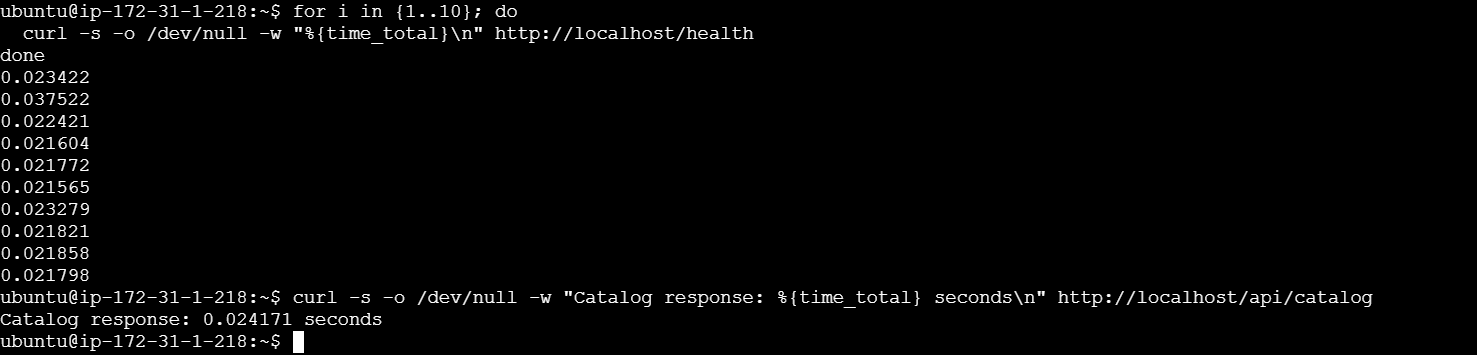 ubuntu@ip-172-31-1-218:~$ for i in {1..10}; do
  curl -s -o /dev/null -w "%{time_total}\n" http://localhost/health
done
0.023422
0.037522
0.022421
0.021604
0.021772
0.021565
0.023279
0.021821
0.021858
0.021798
ubuntu@ip-172-31-1-218:~$ curl -s -o /dev/null -w "Catalog response: %{time_total} seconds\n" http://localhost/api/catalog
Catalog response: 0.024171 seconds
ubuntu@ip-172-31-1-218:~$